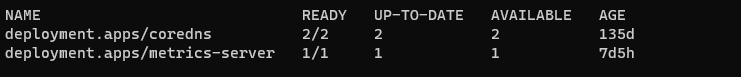 NAME READY UP-TO-DATE AVAILABLE AGE
deployment.apps/coredns 2/2 2 2 135d
deployment.apps/metrics-server 1/1 1 1 7d5h